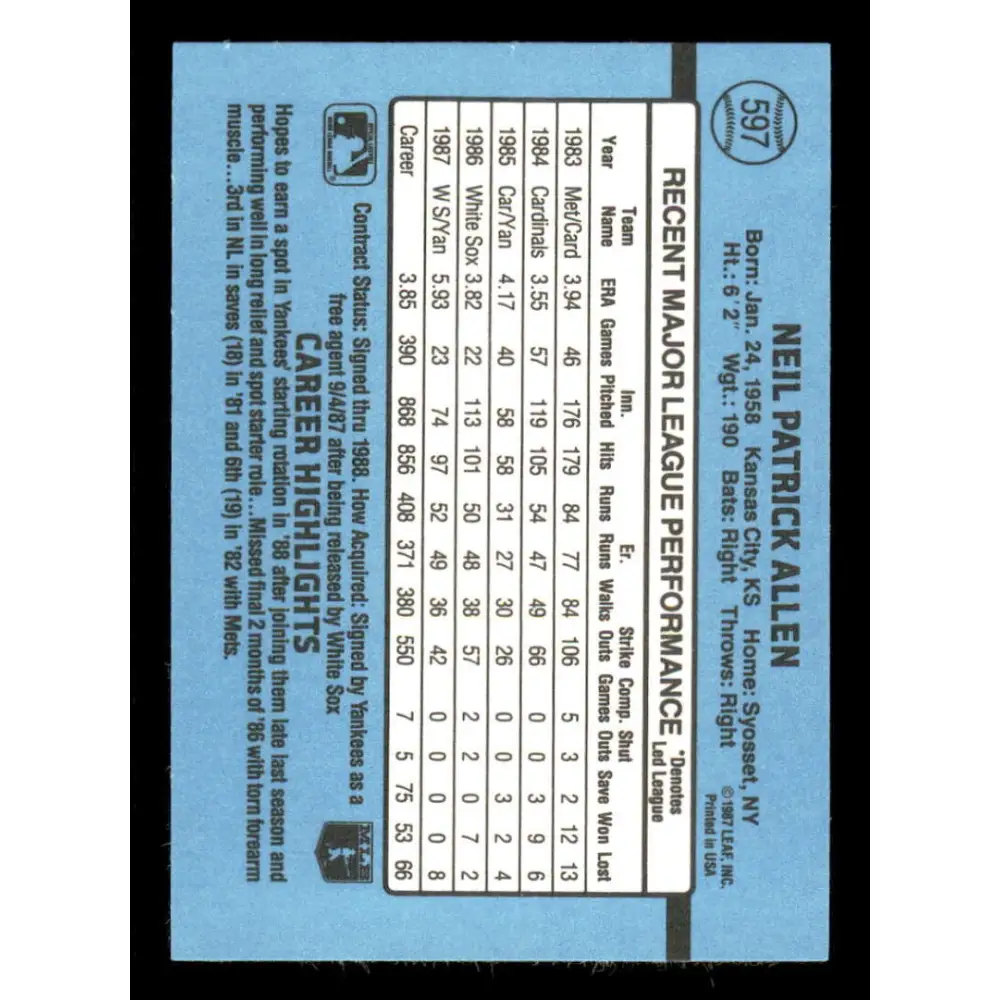 597
NEIL PATRICK ALLEN
Born: Jan. 24, 1958 Kansas City, KS Home: Syosset, NY
Ht.: 6'2" Wgt.: 190 Bats: Right Throws: Right
©1987 LEAF, INC.
Printed in USA
RECENT MAJOR LEAGUE PERFORMANCE *Denotes Led League
Team Inn. Er. Strike Comp. Shut
Year Name ERA Games Pitched Hits Runs Runs Walks Outs Games Outs Save Won Lost
1983 Met/Card 3.94 46 176 179 84 77 84 106 5 3 2 12 13
1984 Cardinals 3.55 57 119 105 54 47 49 66 0 0 3 9 6
1985 Car/Yan 4.17 40 58 58 31 27 30 26 0 0 3 2 4
1986 White Sox 3.82 22 113 101 50 48 38 57 2 2 0 7 2
1987 W S/Yan 5.93 23 74 97 52 49 36 42 0 0 0 0 8
Career 3.85 390 868 856 408 371 380 550 7 5 75 53 66
Contract Status: Signed thru 1988. How Acquired: Signed by Yankees as a
free agent 9/4/87 after being released by White Sox
MLB
CAREER HIGHLIGHTS
Hopes to earn a spot in Yankees' starting rotation in '88 after joining them late last season and
performing well in long relief and spot starter role...Missed final 2 months of '86 with torn forearm
muscle...3rd in NL in saves (18) in '81 and 6th (19) in '82 with Mets.